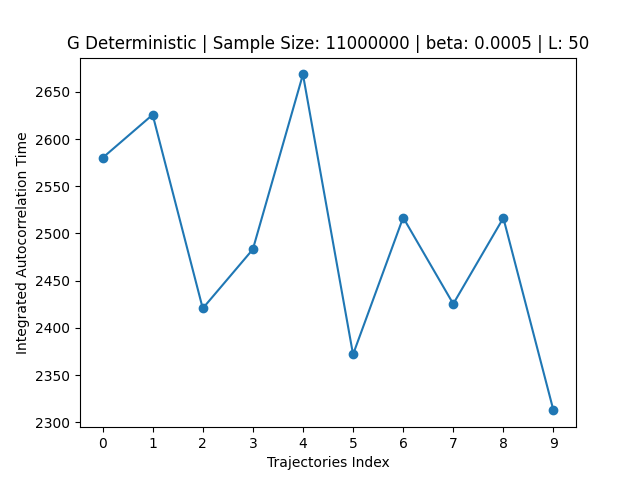 G Deterministic | Sample Size: 11000000 | beta: 0.0005 | L: 50
Integrated Autocorrelation Time
2650
2600
2550
2500
2450
2400
2350
2300
0 1 2 3 4 5 6 7 8 9
Trajectories Index